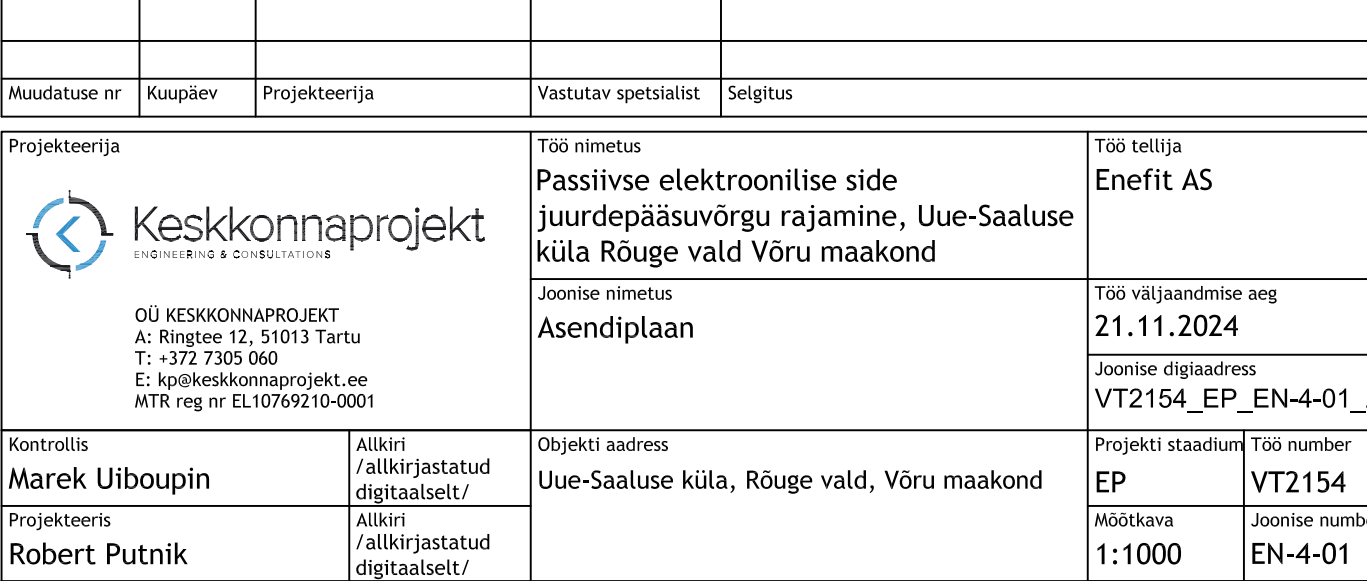 Muudatuse nr Kuupäev Projekteerija Vastutav spetsialist Selgitus
Projekteerija
Keskkonnaprojekt
ENGINEERING & CONSULTATIONS
OÜ KESKKONNAPROJEKT
A: Ringtee 12, 51013 Tartu
T: +372 7305 060
E: kp@keskkonnaprojekt.ee
MTR reg nr EL10769210-0001
Töö nimetus
Passiivse elektroonilise side
juurdepääsuvõrgu rajamine, Uue-Saaluse
küla Rõuge vald Võru maakond
Töö tellija
Enefit AS
Joonise nimetus
Asendiplaan
Töö väljaandmise aeg
21.11.2024
Joonise digiaadress
VT2154_EP_EN-4-01_
Kontrollis
Marek Uiboupin
Allkiri
/allkirjastatud
digitaalselt/
Objekti aadress
Uue-Saaluse küla, Rõuge vald, Võru maakond
Projekti staadium
EP
Töö number
VT2154
Projekteeris
Robert Putnik
Allkiri
/allkirjastatud
digitaalselt/
Mõõtkava
1:1000
Joonise numb
EN-4-01